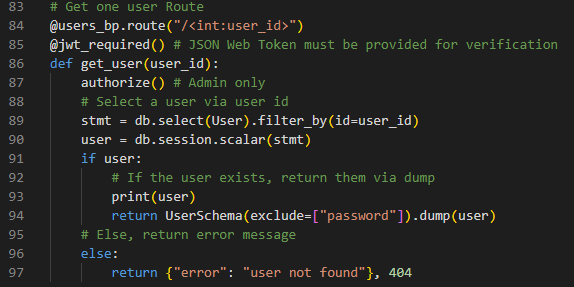 83 # Get one user Route
84 @users_bp.route("/<int:user_id>")
85 @jwt_required() # JSON Web Token must be provided for verification
86 def get_user(user_id):
87     authorize() # Admin only
88     # Select a user via user id
89     stmt = db.select(User).filter_by(id=user_id)
90     user = db.session.scalar(stmt)
91     if user:
92         # If the user exists, return them via dump
93         print(user)
94         return UserSchema(exclude=["password"]).dump(user)
95     # Else, return error message
96     else:
97         return {"error": "user not found"}, 404